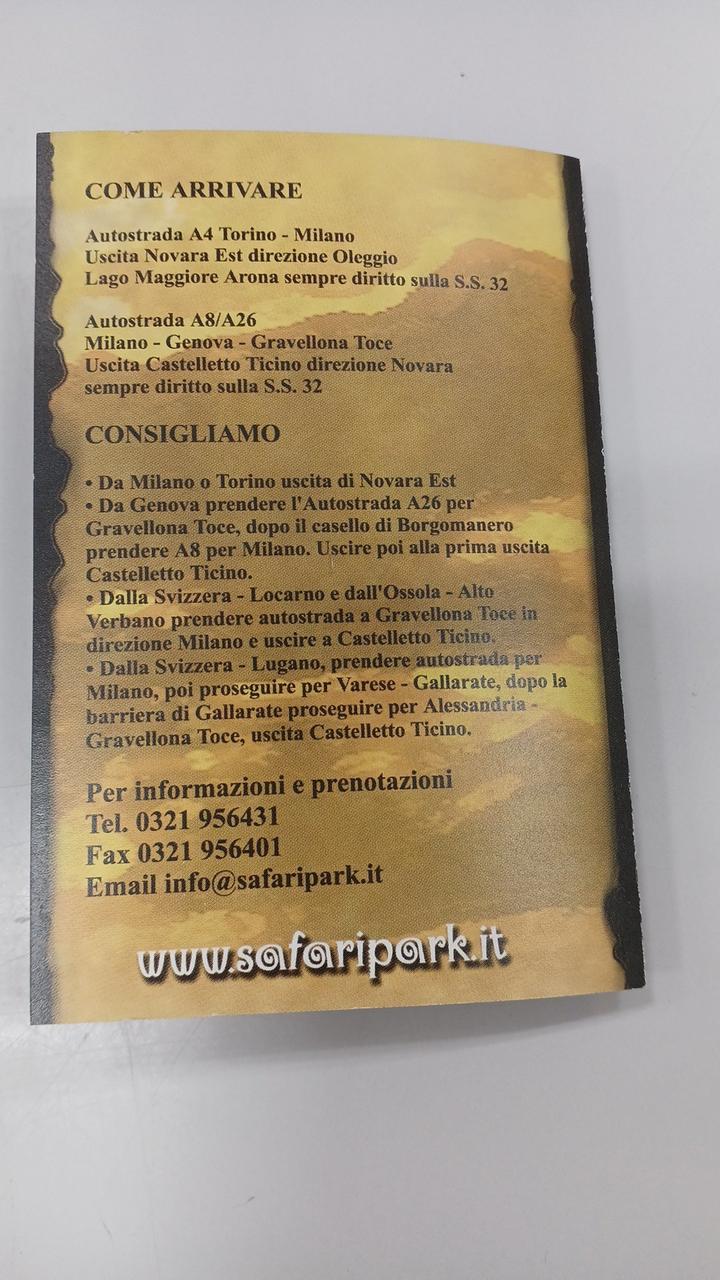 COME ARRIVARE
Autostrada A4 Torino - Milano
Uscita Novara Est direzione Oleggio
Lago Maggiore Arona sempre diritto sulla S.S. 32
Autostrada A8/A26
Milano - Genova - Gravellona Toce
Uscita Castelletto Ticino direzione Novara
sempre diritto sulla S.S. 32
CONSIGLIAMO
• Da Milano o Torino uscita di Novara Est
• Da Genova prendere l'Autostrada A26 per
Gravellona Toce, dopo il casello di Borgomanero
prendere A8 per Milano. Uscire poi alla prima uscita
Castelletto Ticino.
• Dalla Svizzera - Locarno e dall'Ossola - Alto
Verbano prendere autostrada a Gravellona Toce in
direzione Milano e uscire a Castelletto Ticino.
• Dalla Svizzera - Lugano, prendere autostrada per
Milano, poi proseguire per Varese - Gallarate, dopo la
barriera di Gallarate proseguire per Alessandria -
Gravellona Toce, uscita Castelletto Ticino.
Per informazioni e prenotazioni
Tel. 0321 956431
Fax 0321 956401
Email info@safaripark.it
www.safaripark.it